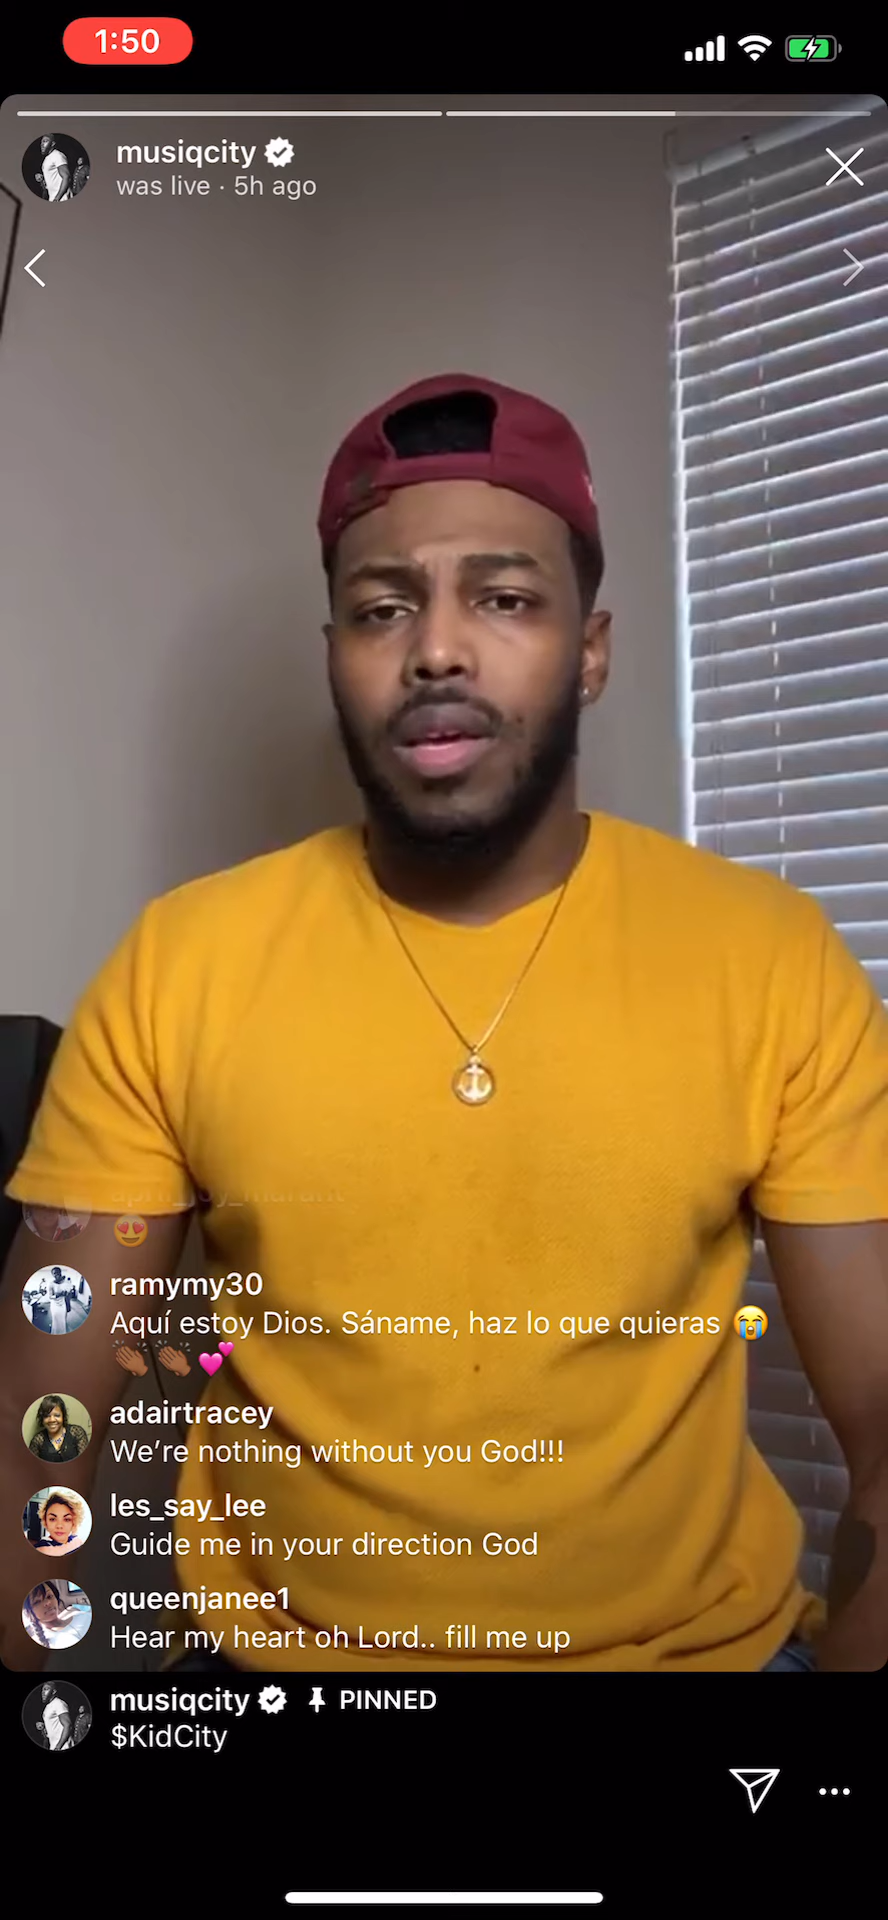 1:50
musiqcity
was live · 5h ago
april_joy_marant
😍
ramymy30
Aquí estoy Dios. Sáname, haz lo que quieras 😭
👏🏾👏🏾💕
adairtracey
We’re nothing without you God!!!
les_say_lee
Guide me in your direction God
queenjanee1
Hear my heart oh Lord.. fill me up
musiqcity PINNED
$KidCity